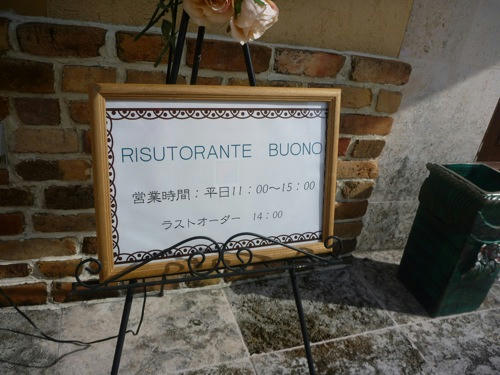 RISUTORANTE BUONO
営業時間：平日11：00～15：00
ラストオーダー 14：00